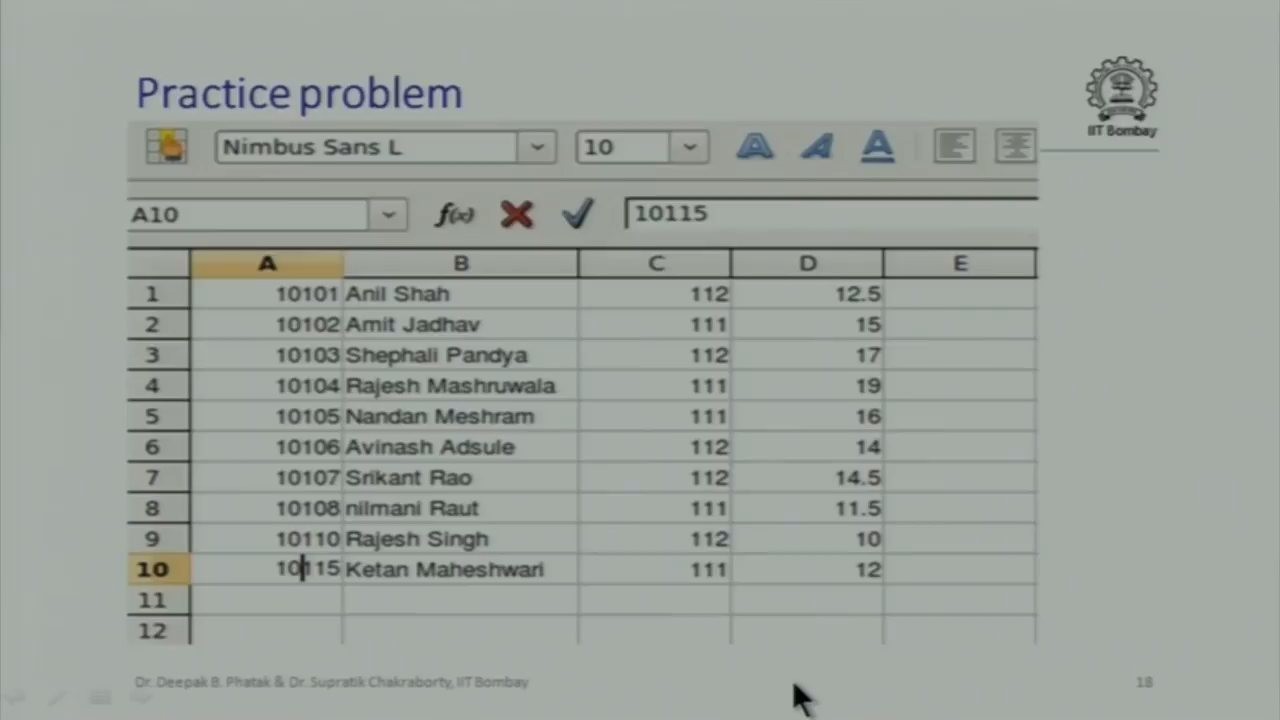 Practice problem
IIT Bombay
Nimbus Sans L 10 A A A
A10 f(x) 10115
A B C D E
1 10101 Anil Shah 112 12.5
2 10102 Amit Jadhav 111 15
3 10103 Shephali Pandya 112 17
4 10104 Rajesh Mashruwala 111 19
5 10105 Nandan Meshram 111 16
6 10106 Avinash Adsule 112 14
7 10107 Srikant Rao 112 14.5
8 10108 nilmani Raut 111 11.5
9 10110 Rajesh Singh 112 10
10 10115 Ketan Maheshwari 111 12
11
12
Dr. Deepak B. Phatak & Dr. Supratik Chakraborty, IIT Bombay 18